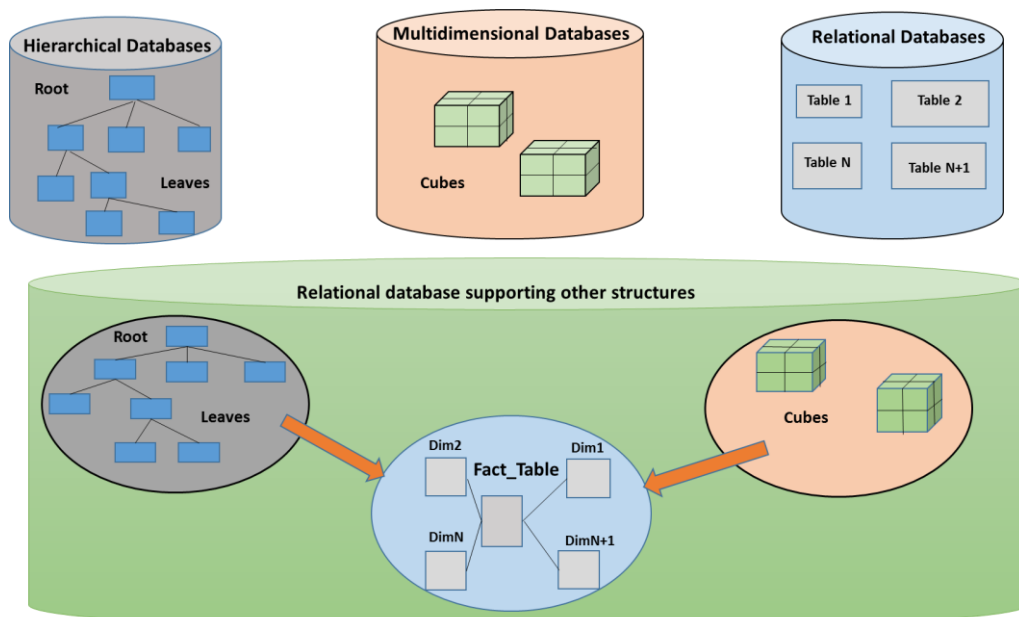 Hierarchical Databases
Root
Leaves
Multidimensional Databases
Cubes
Relational Databases
Table 1
Table 2
Table N
Table N+1
Relational database supporting other structures
Root
Leaves
Cubes
Dim2
Dim1
Fact_Table
DimN
DimN+1